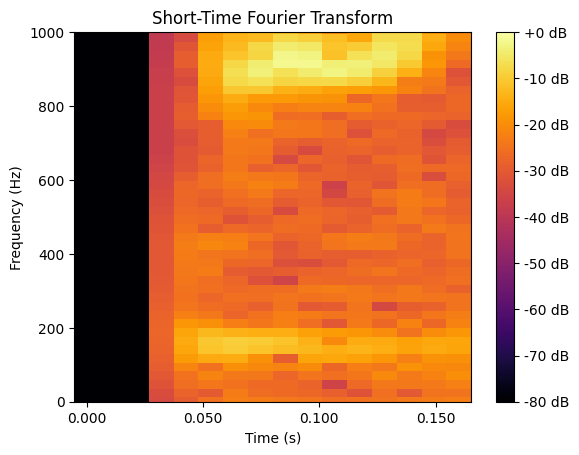 Short-Time Fourier Transform
1000
800
600
400
200
0
Frequency (Hz)
0.000
0.050
0.100
0.150
Time (s)
+0 dB
-10 dB
-20 dB
-30 dB
-40 dB
-50 dB
-60 dB
-70 dB
-80 dB